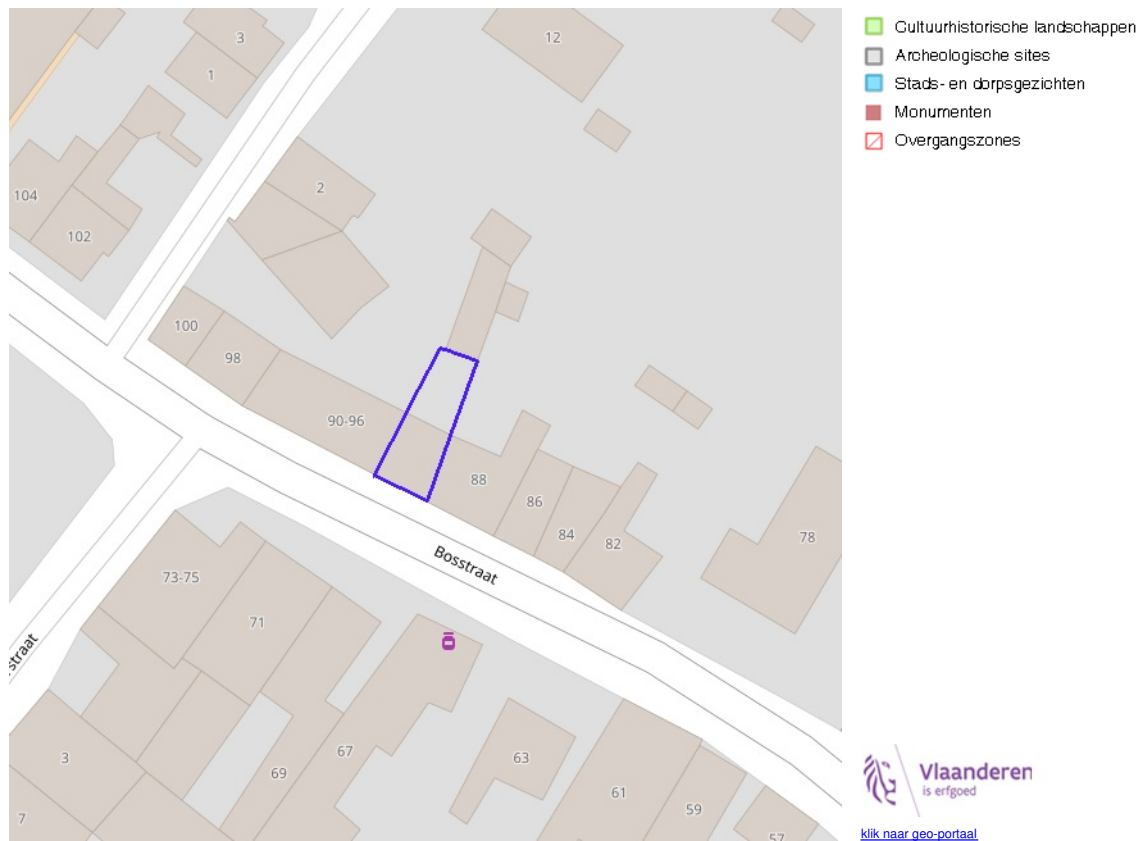 12
3
1
104
102
2
100
98
90-96
88
86
84
82
78
Bosstraat
73-75
71
straat
67
69
63
61
59
57
3
7
Cultuurhistorische landschappen
Archeologische sites
Stads- en dorpsgezichten
Monumenten
Overgangszones
Vlaanderen
is erfgoed
klik naar geo-portaal